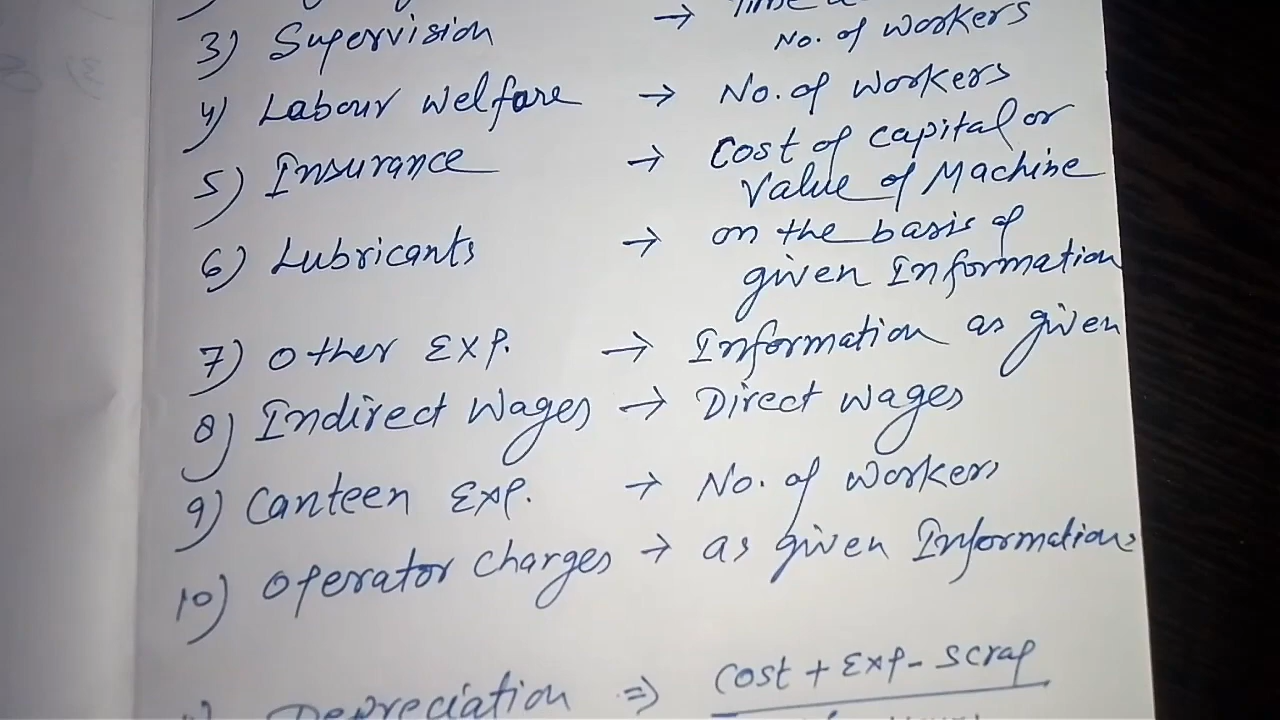 3) Supervision → Time
No. of workers
4) Labour welfare → No. of workers
5) Insurance → Cost of capital or
Value of Machine
6) Lubricants → on the basis of
given Information
7) Other Exp. → Information as given
8) Indirect Wages → Direct wages
9) Canteen Exp. → No. of workers
10) Operator charges → as given Informations
Depreciation ⇒ Cost + Exp - Scrap